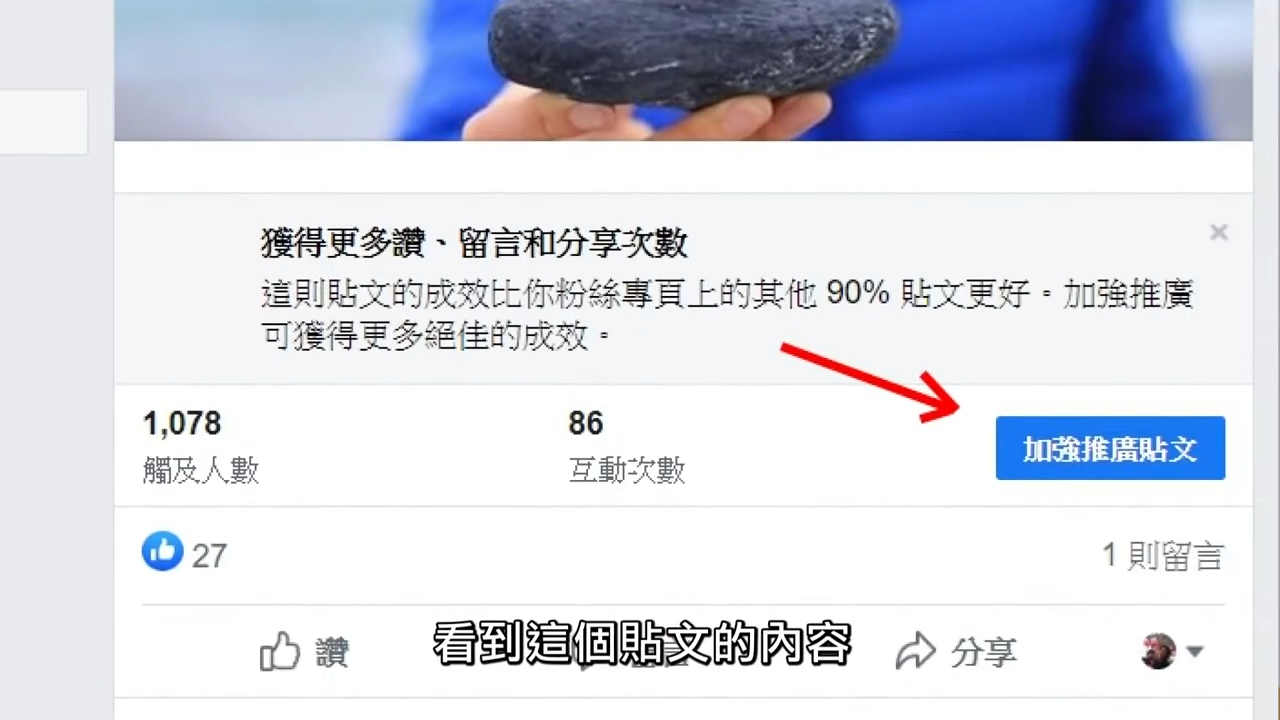 獲得更多讚、留言和分享次數
這則貼文的成效比你粉絲專頁上的其他 90% 貼文更好。加強推廣
可獲得更多絕佳的成效。
1,078
觸及人數
86
互動次數
加強推廣貼文
27
1 則留言
讚
分享
看到這個貼文的內容